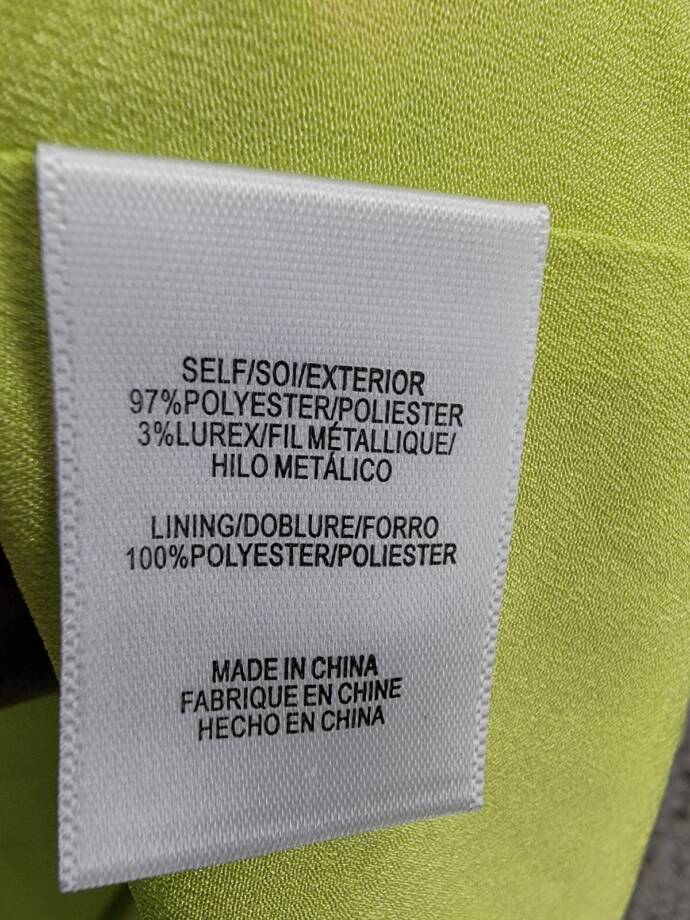 SELF/SOI/EXTERIOR
97%POLYESTER/POLIESTER
3%LUREX/FIL MÉTALLIQUE/
HILO METÁLICO
LINING/DOBLURE/FORRO
100%POLYESTER/POLIESTER
MADE IN CHINA
FABRIQUE EN CHINE
HECHO EN CHINA